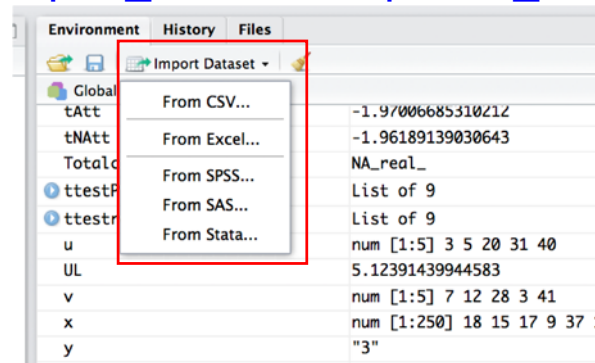 Environment History Files
Import Dataset
Global
From CSV...
From Excel...
From SPSS...
From SAS...
From Stata...
tAtt -1.97006685310212
tNAtt -1.96189139030643
Totalc NA_real_
ttestP List of 9
ttestr List of 9
u num [1:5] 3 5 20 31 40
UL 5.12391439944583
v num [1:5] 7 12 28 3 41
x num [1:250] 18 15 17 9 37
y "3"